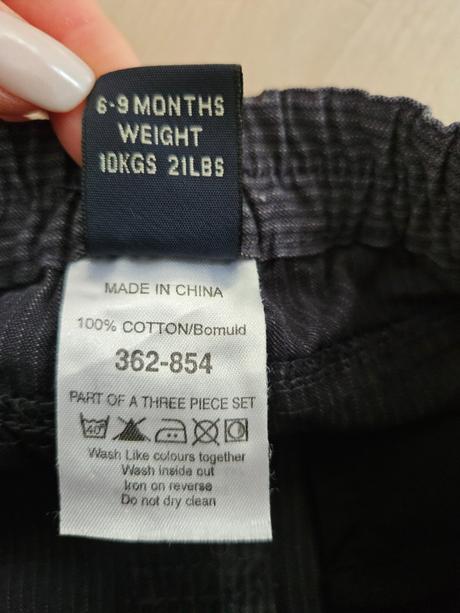 6-9 MONTHS
WEIGHT
10KGS 21LBS
MADE IN CHINA
100% COTTON/Bomuld
362-854
PART OF A THREE PIECE SET
40°
Wash Like colours together
Wash inside out
Iron on reverse
Do not dry clean